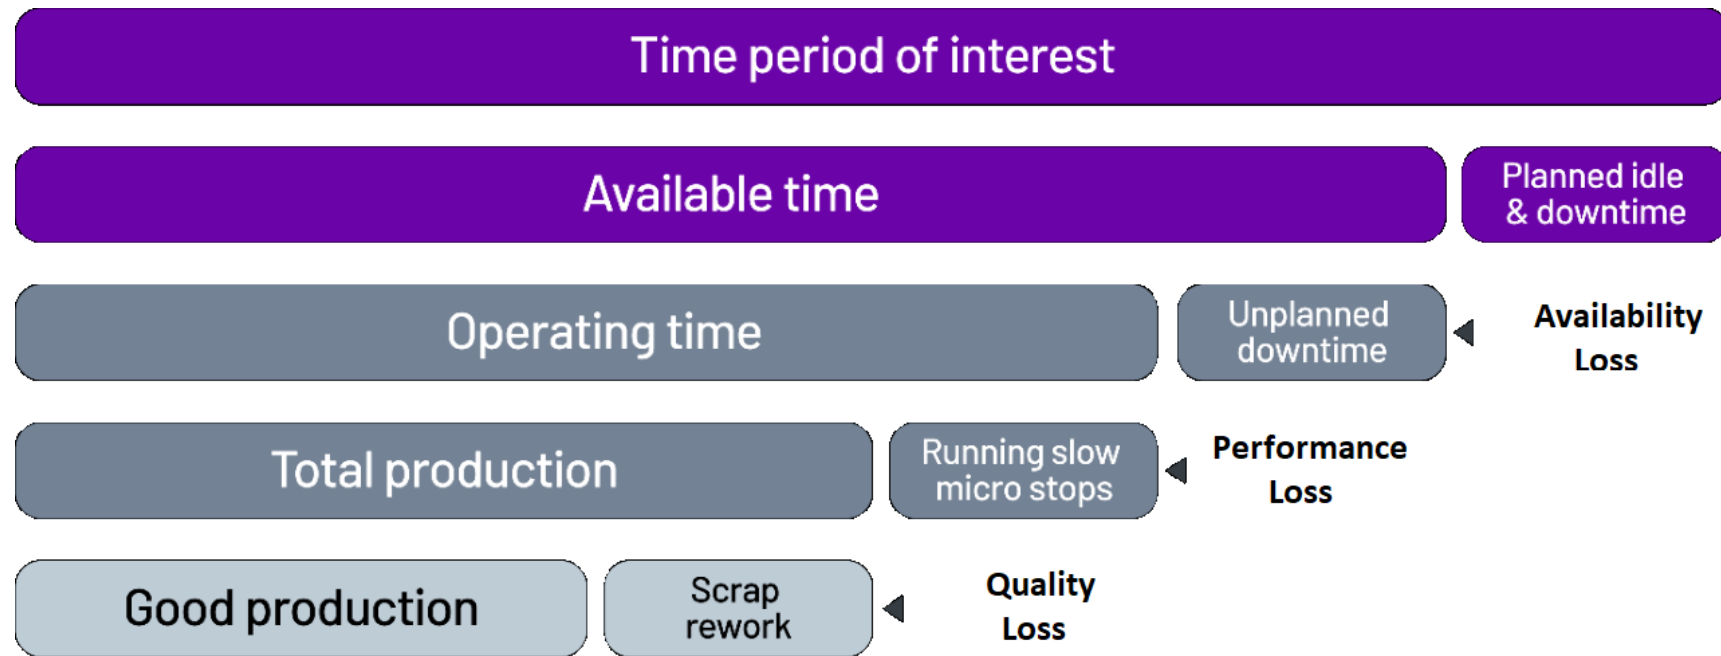 Time period of interest
Available time
Planned idle
& downtime
Operating time
Unplanned
downtime
Availability
Loss
Total production
Running slow
micro stops
Performance
Loss
Good production
Scrap
rework
Quality
Loss